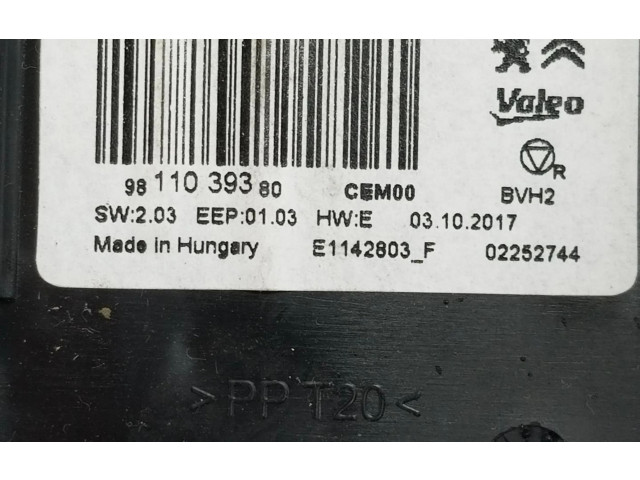 Valeo
R
98 110 393 80 CEM00 BVH2
SW:2.03 EEP:01.03 HW:E 03.10.2017
Made in Hungary E1142803_F 02252744
>PP T20<